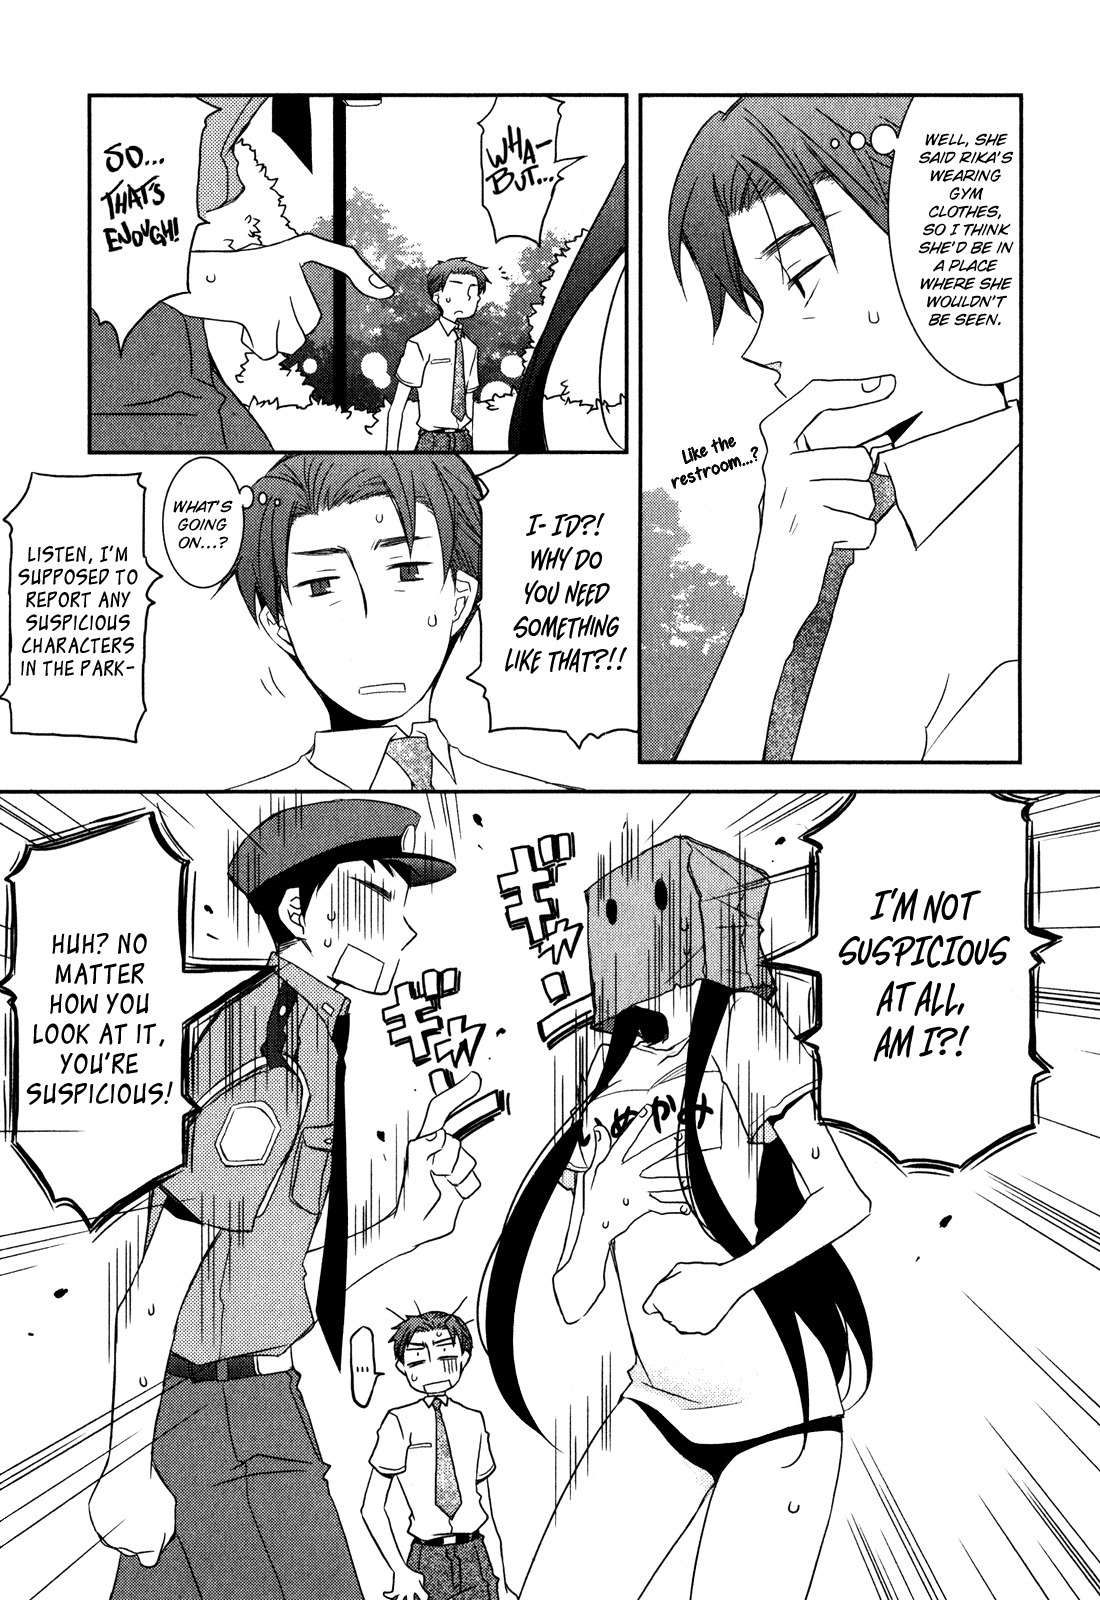 WELL, SHE
SAID RIKA'S
WEARING
GYM
CLOTHES,
SO I THINK
SHE'D BE IN
A PLACE
WHERE SHE
WOULDN'T
BE SEEN.
Like the
restroom...?
WHA-
BUT...
SO...
THAT'S
ENOUGH!
I- ID?!
WHY DO
YOU NEED
SOMETHING
LIKE THAT?!!
WHAT'S
GOING
ON...?
LISTEN, I'M
SUPPOSED TO
REPORT ANY
SUSPICIOUS
CHARACTERS
IN THE PARK-
I'M NOT
SUSPICIOUS
AT ALL,
AM I?!
ギャー
ギャー
HUH? NO
MATTER
HOW YOU
LOOK AT IT,
YOU'RE
SUSPICIOUS!
....